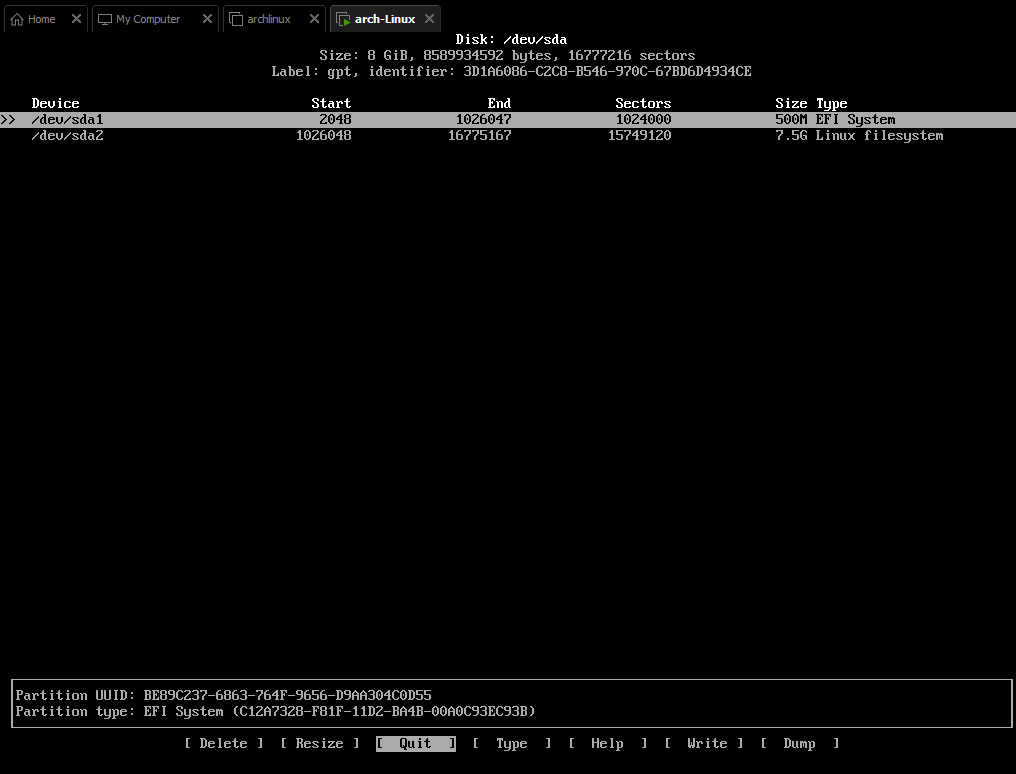 Home My Computer archlinux arch-Linux
Disk: /dev/sda
Size: 8 GiB, 8589934592 bytes, 16777216 sectors
Label: gpt, identifier: 3D1A6086-C2C8-B546-970C-67BD6D4934CE
Device Start End Sectors Size Type
>> /dev/sda1 2048 1026047 1024000 500M EFI System
/dev/sda2 1026048 16775167 15749120 7.5G Linux filesystem
Partition UUID: BE89C237-6863-764F-9656-D9AA304C0D55
Partition type: EFI System (C12A7328-F81F-11D2-BA4B-00A0C93EC93B)
[ Delete ] [ Resize ] [ Quit ] [ Type ] [ Help ] [ Write ] [ Dump ]